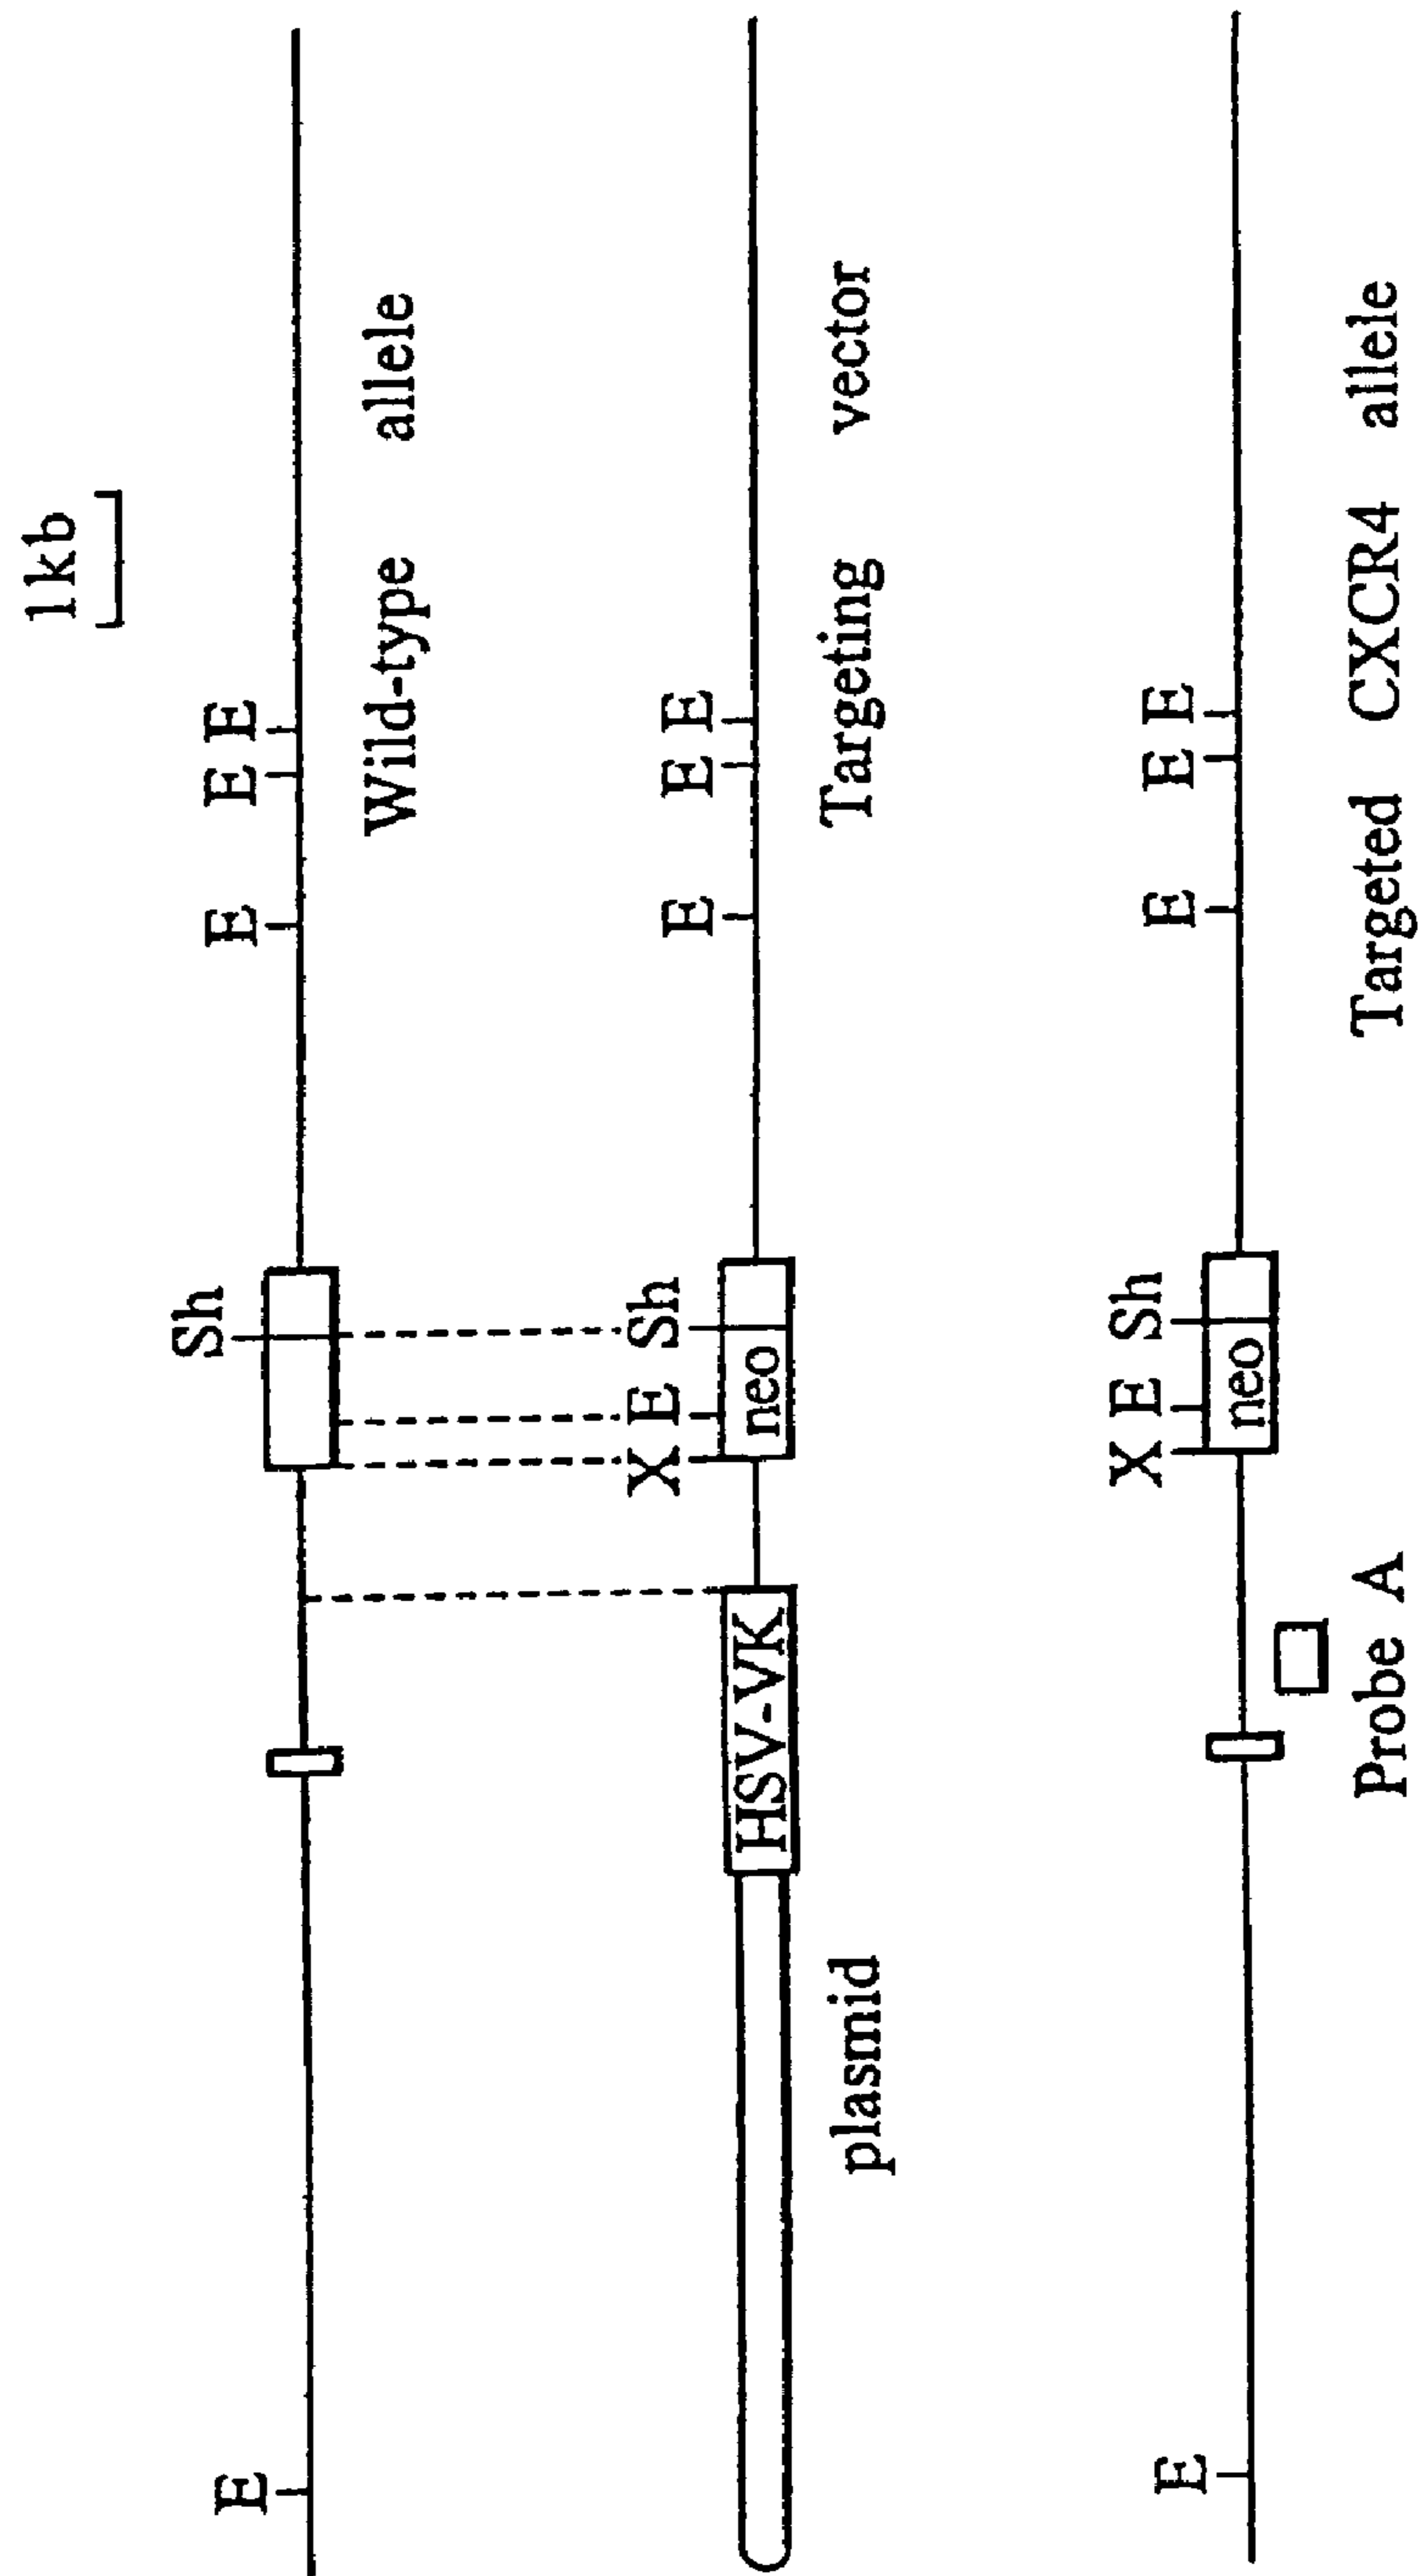 1kb
E Sh E E E
Wild-type allele
X E Sh E E E
HSV-VK neo
plasmid Targeting vector
E X E Sh E E E
neo
Probe A Targeted CXCR4 allele